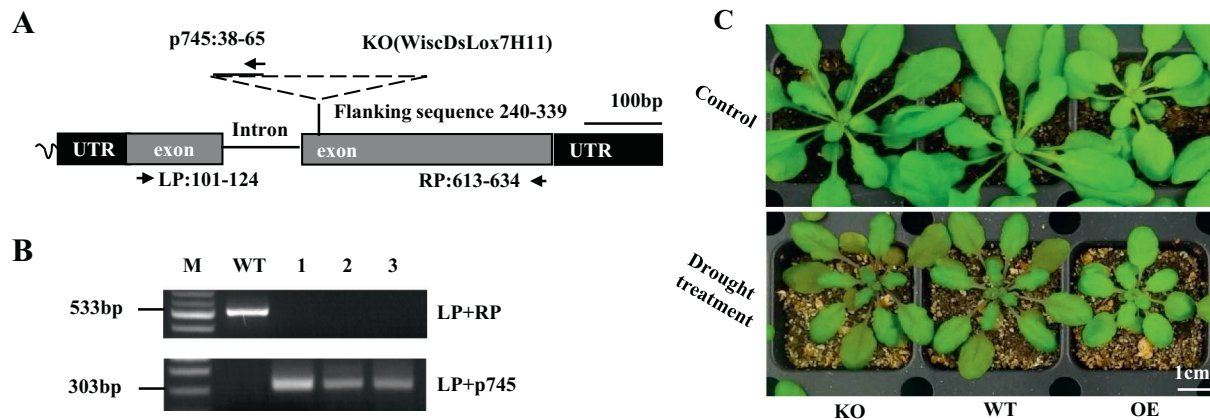 A
p745:38-65
KO(WiscDsLox7H11)
Flanking sequence 240-339
100bp
Intron
UTR
exon
exon
UTR
LP:101-124
RP:613-634
B
M WT 1 2 3
533bp
LP+RP
303bp
LP+p745
C
Control
Drought treatment
1cm
KO WT OE